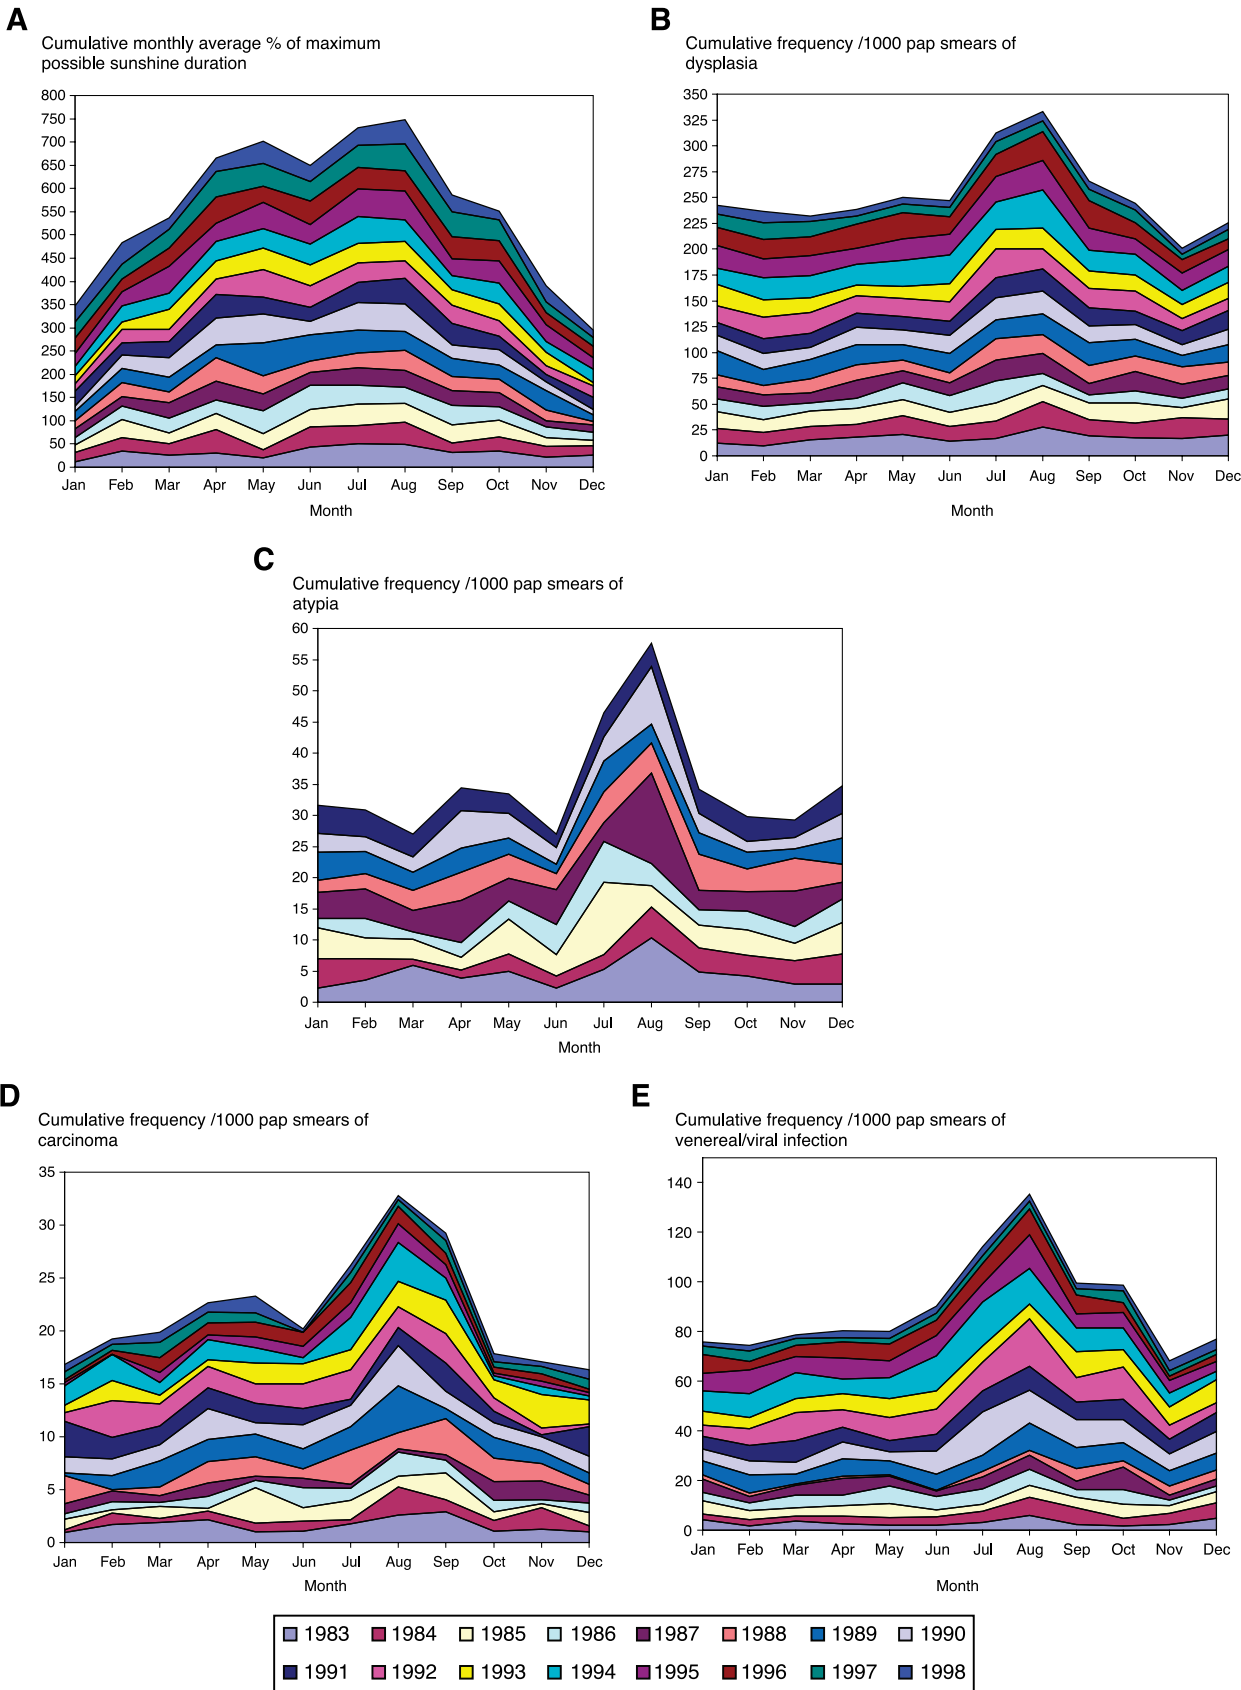 A
Cumulative monthly average % of maximum
possible sunshine duration
800
750
700
650
600
550
500
450
400
350
300
250
200
150
100
50
0
Jan Feb Mar Apr May Jun Jul Aug Sep Oct Nov Dec
Month
B
Cumulative frequency /1000 pap smears of
dysplasia
350
325
300
275
250
225
200
175
150
125
100
75
50
25
0
Jan Feb Mar Apr May Jun Jul Aug Sep Oct Nov Dec
Month
C
Cumulative frequency /1000 pap smears of
atypia
60
55
50
45
40
35
30
25
20
15
10
5
0
Jan Feb Mar Apr May Jun Jul Aug Sep Oct Nov Dec
Month
D
Cumulative frequency /1000 pap smears of
carcinoma
35
30
25
20
15
10
5
0
Jan Feb Mar Apr May Jun Jul Aug Sep Oct Nov Dec
Month
E
Cumulative frequency /1000 pap smears of
venereal/viral infection
140
120
100
80
60
40
20
0
Jan Feb Mar Apr May Jun Jul Aug Sep Oct Nov Dec
Month
1983 1984 1985 1986 1987 1988 1989 1990
1991 1992 1993 1994 1995 1996 1997 1998